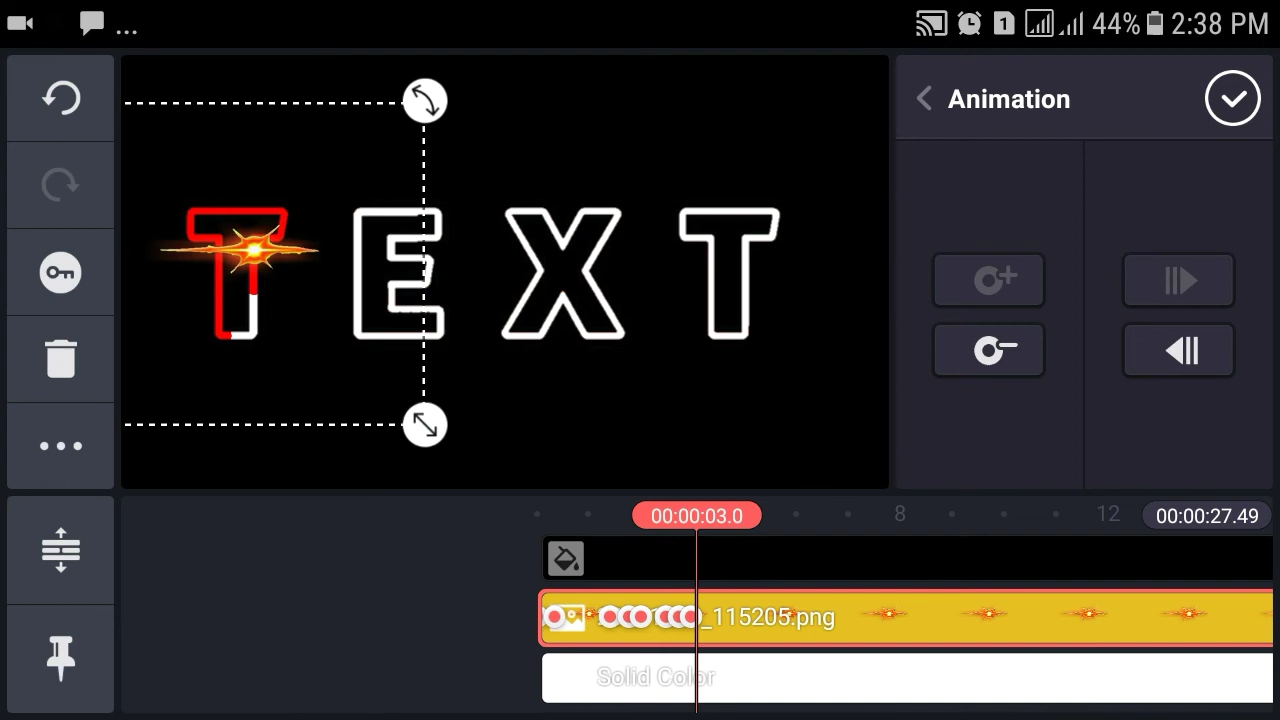 ... 1 44% 2:38 PM
Animation
TEXT
00:00:03.0 8 12 00:00:27.49
_115205.png
Solid Color